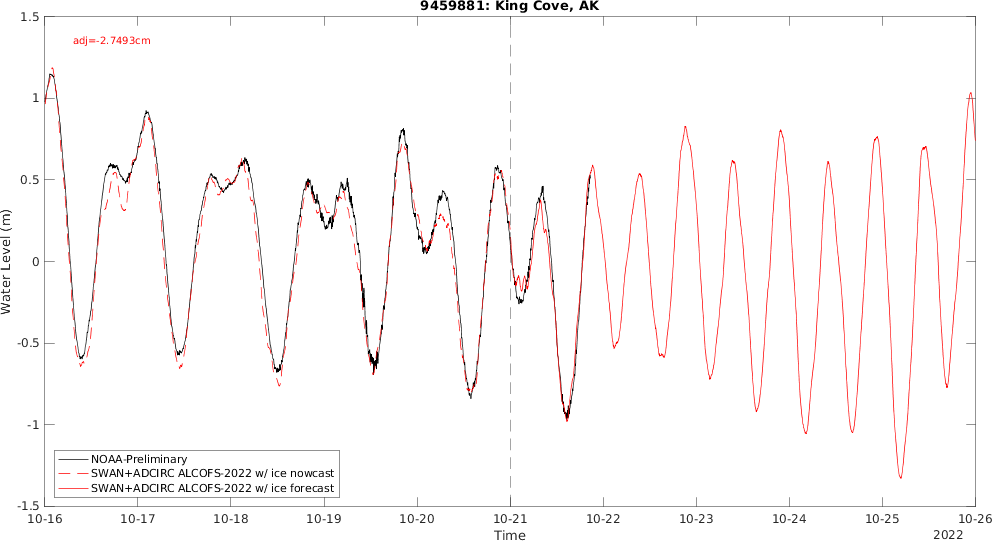 9459881: King Cove, AK
adj=-2.7493cm
1.5
1
0.5
0
-0.5
-1
-1.5
Water Level (m)
NOAA-Preliminary
SWAN+ADCIRC ALCOFS-2022 w/ ice nowcast
SWAN+ADCIRC ALCOFS-2022 w/ ice forecast
10-16 10-17 10-18 10-19 10-20 10-21 10-22 10-23 10-24 10-25 10-26
Time
2022